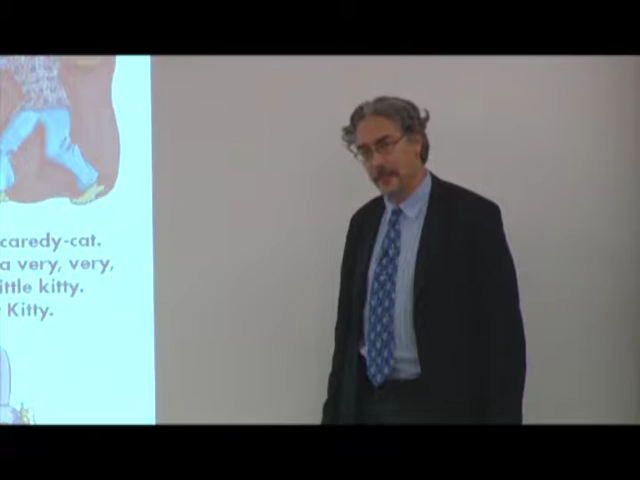 caredy-cat.
a very, very,
ittle kitty.
Kitty.